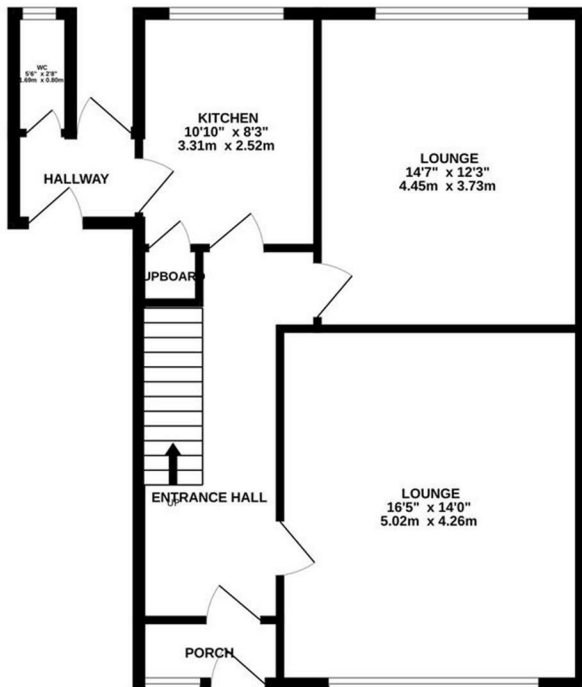 WC
5'6" x 2'8"
1.69m x 0.80m
KITCHEN
10'10" x 8'3"
3.31m x 2.52m
LOUNGE
14'7" x 12'3"
4.45m x 3.73m
HALLWAY
UPBOARD
UP
ENTRANCE HALL
LOUNGE
16'5" x 14'0"
5.02m x 4.26m
PORCH